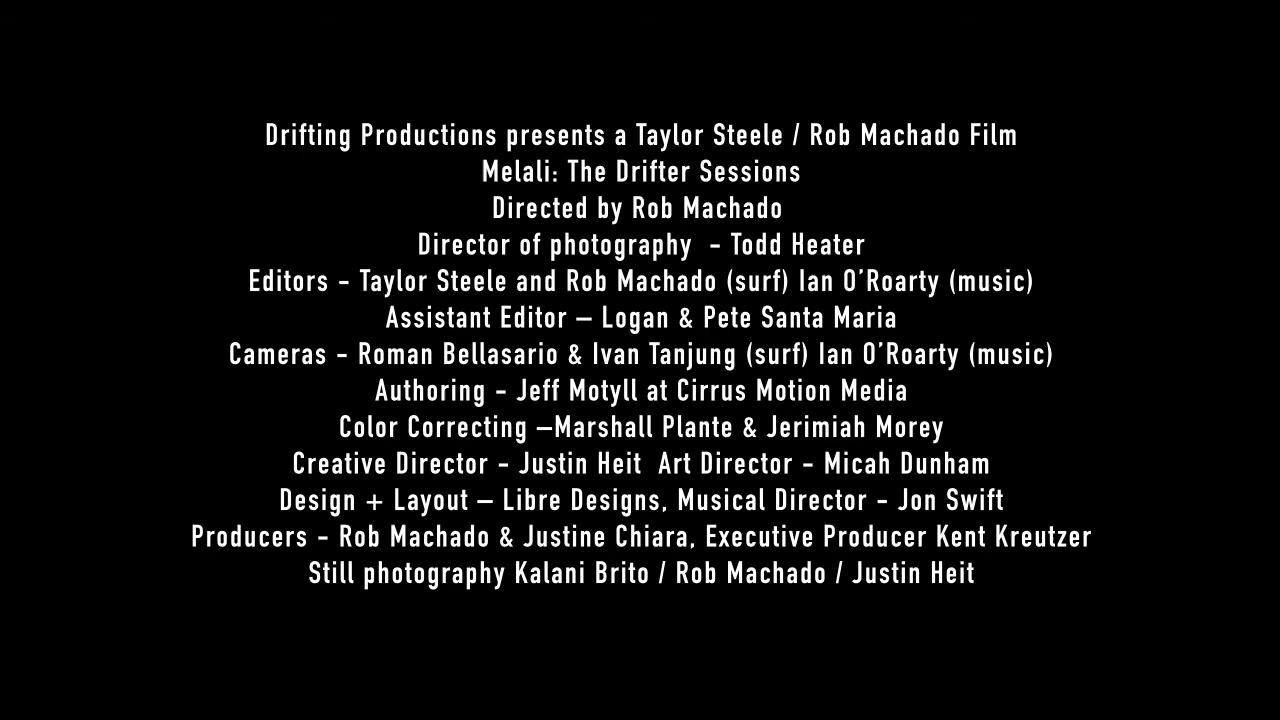 Drifting Productions presents a Taylor Steele / Rob Machado Film
Melali: The Drifter Sessions
Directed by Rob Machado
Director of photography  - Todd Heater
Editors - Taylor Steele and Rob Machado (surf) Ian O’Roarty (music)
Assistant Editor – Logan & Pete Santa Maria
Cameras - Roman Bellasario & Ivan Tanjung (surf) Ian O’Roarty (music)
Authoring - Jeff Motyll at Cirrus Motion Media
Color Correcting –Marshall Plante & Jerimiah Morey
Creative Director - Justin Heit  Art Director - Micah Dunham
Design + Layout – Libre Designs, Musical Director - Jon Swift
Producers - Rob Machado & Justine Chiara, Executive Producer Kent Kreutzer
Still photography Kalani Brito / Rob Machado / Justin Heit